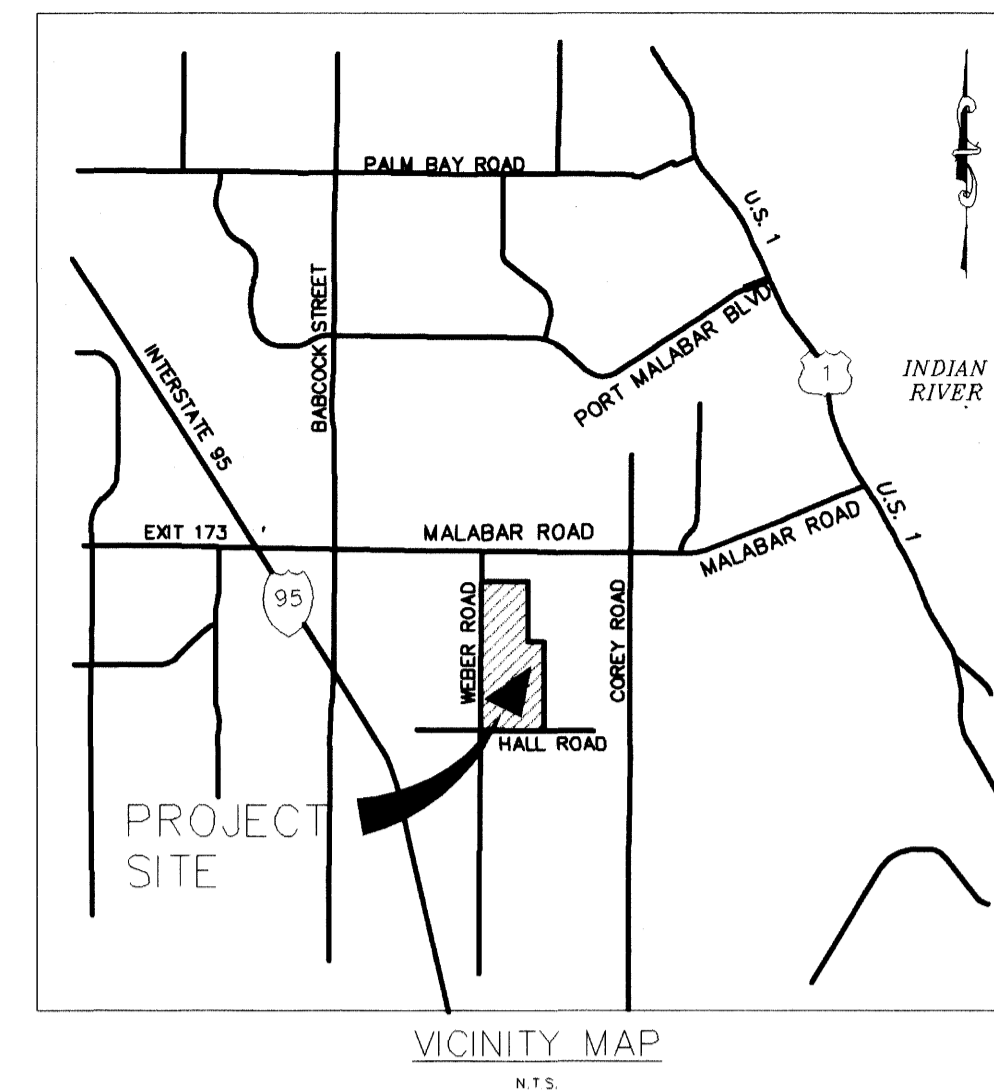 PALM BAY ROAD
U.S. 1
BABCOCK STREET
INTERSTATE 95
PORT MALABAR BLVD
1
INDIAN
RIVER
EXIT 173
MALABAR ROAD
MALABAR ROAD
U.S. 1
95
WEBER ROAD
COREY ROAD
HALL ROAD
PROJECT
SITE
VICINITY MAP
N.T.S.